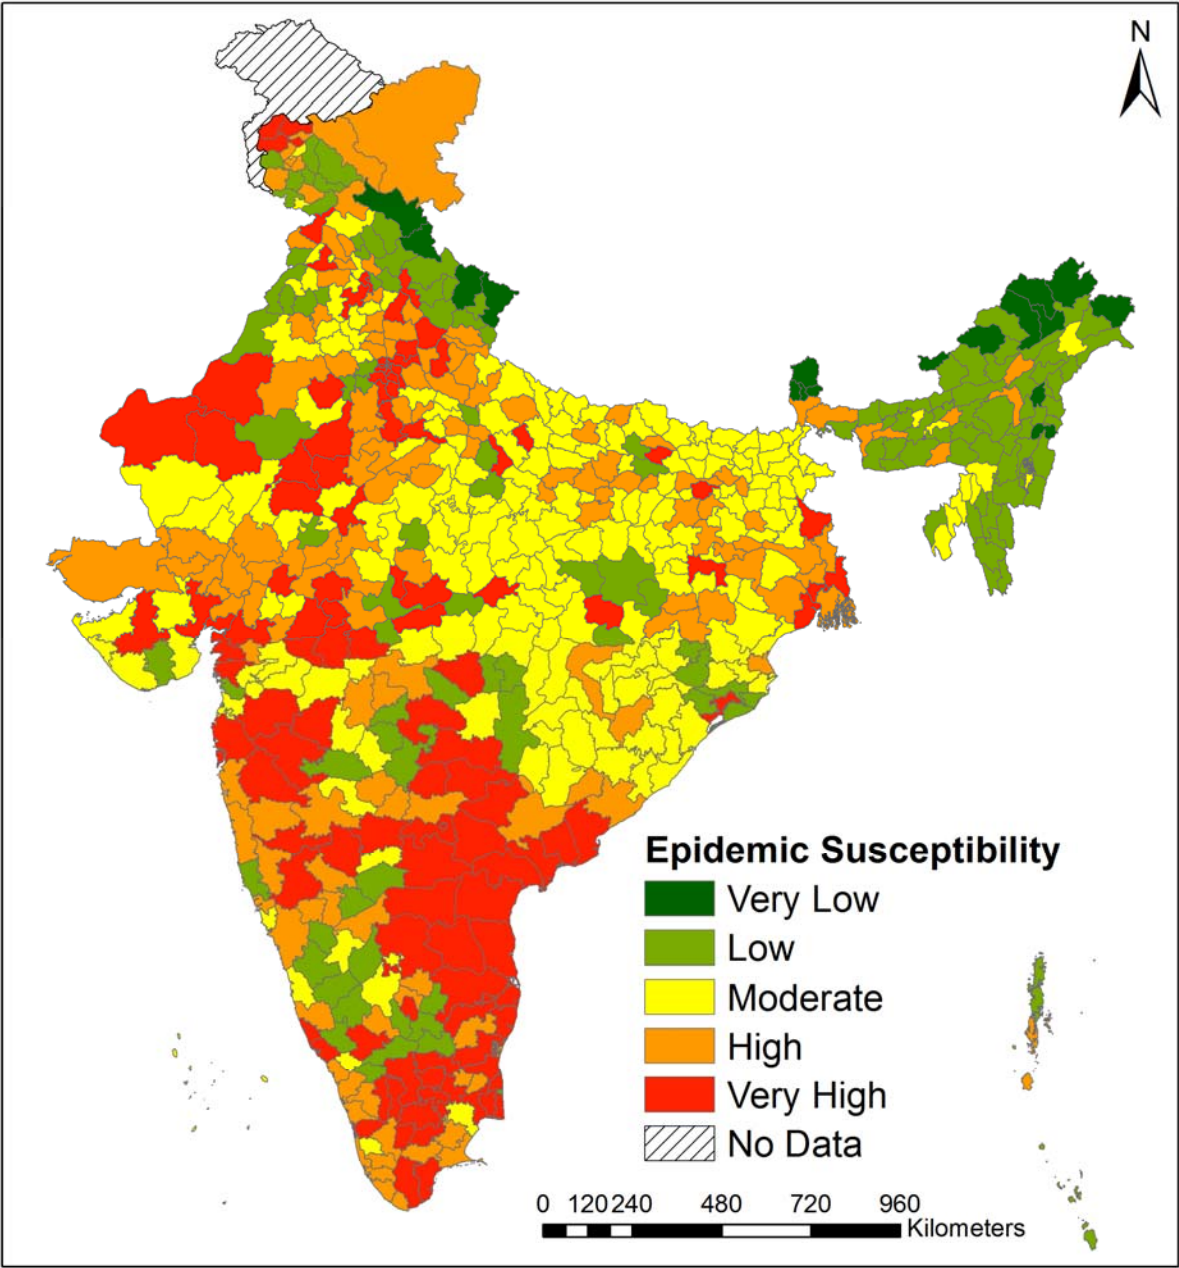 N
Epidemic Susceptibility
Very Low
Low
Moderate
High
Very High
No Data
0 120 240 480 720 960
Kilometers